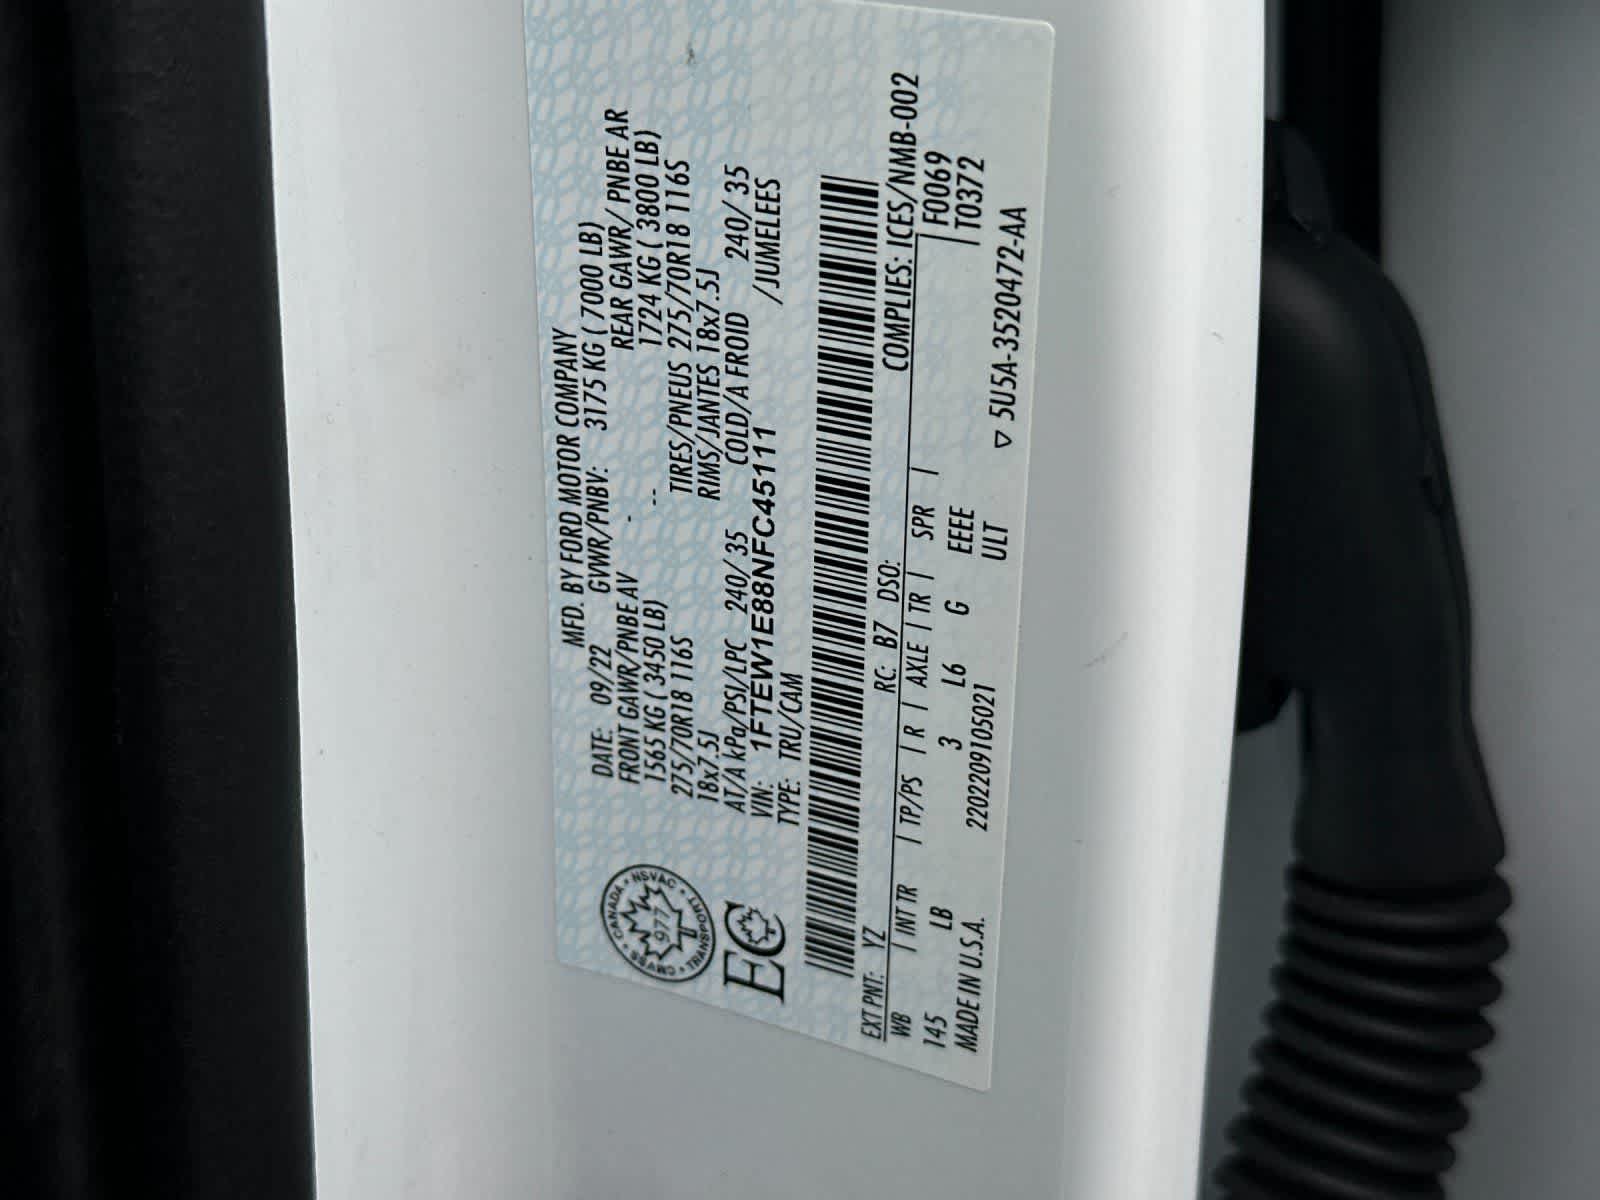 MFD. BY FORD MOTOR COMPANY
DATE: 09/22 GVWR/PNBV: 3175 KG ( 7000 LB)
FRONT GAWR/PNBE AV - REAR GAWR/ PNBE AR
1565 KG ( 3450 LB) -- 1724 KG ( 3800 LB)
275/70R18 116S TIRES/PNEUS 275/70R18 116S
18x7.5J RIMS/JANTES 18x7.5J
AT/A kPa/PSI/LPC 240/ 35 COLD/A FROID 240/ 35
VIN: 1FTEW1E88NFC45111 /JUMELEES
TYPE: TRU/CAM
CANADA • NSVAC • TRANSPORT • CMVSS •
977
EC
EXT PNT: YZ RC: B7 DSO: COMPLIES: ICES/NMB-002
WB | INT TR | TP/PS | R | AXLE | TR | SPR | F0069
145 LB 3 L6 G EEEE T0372
MADE IN U.S.A. 220220910502​1 ULT ▽ 5U5A-3520472-AA